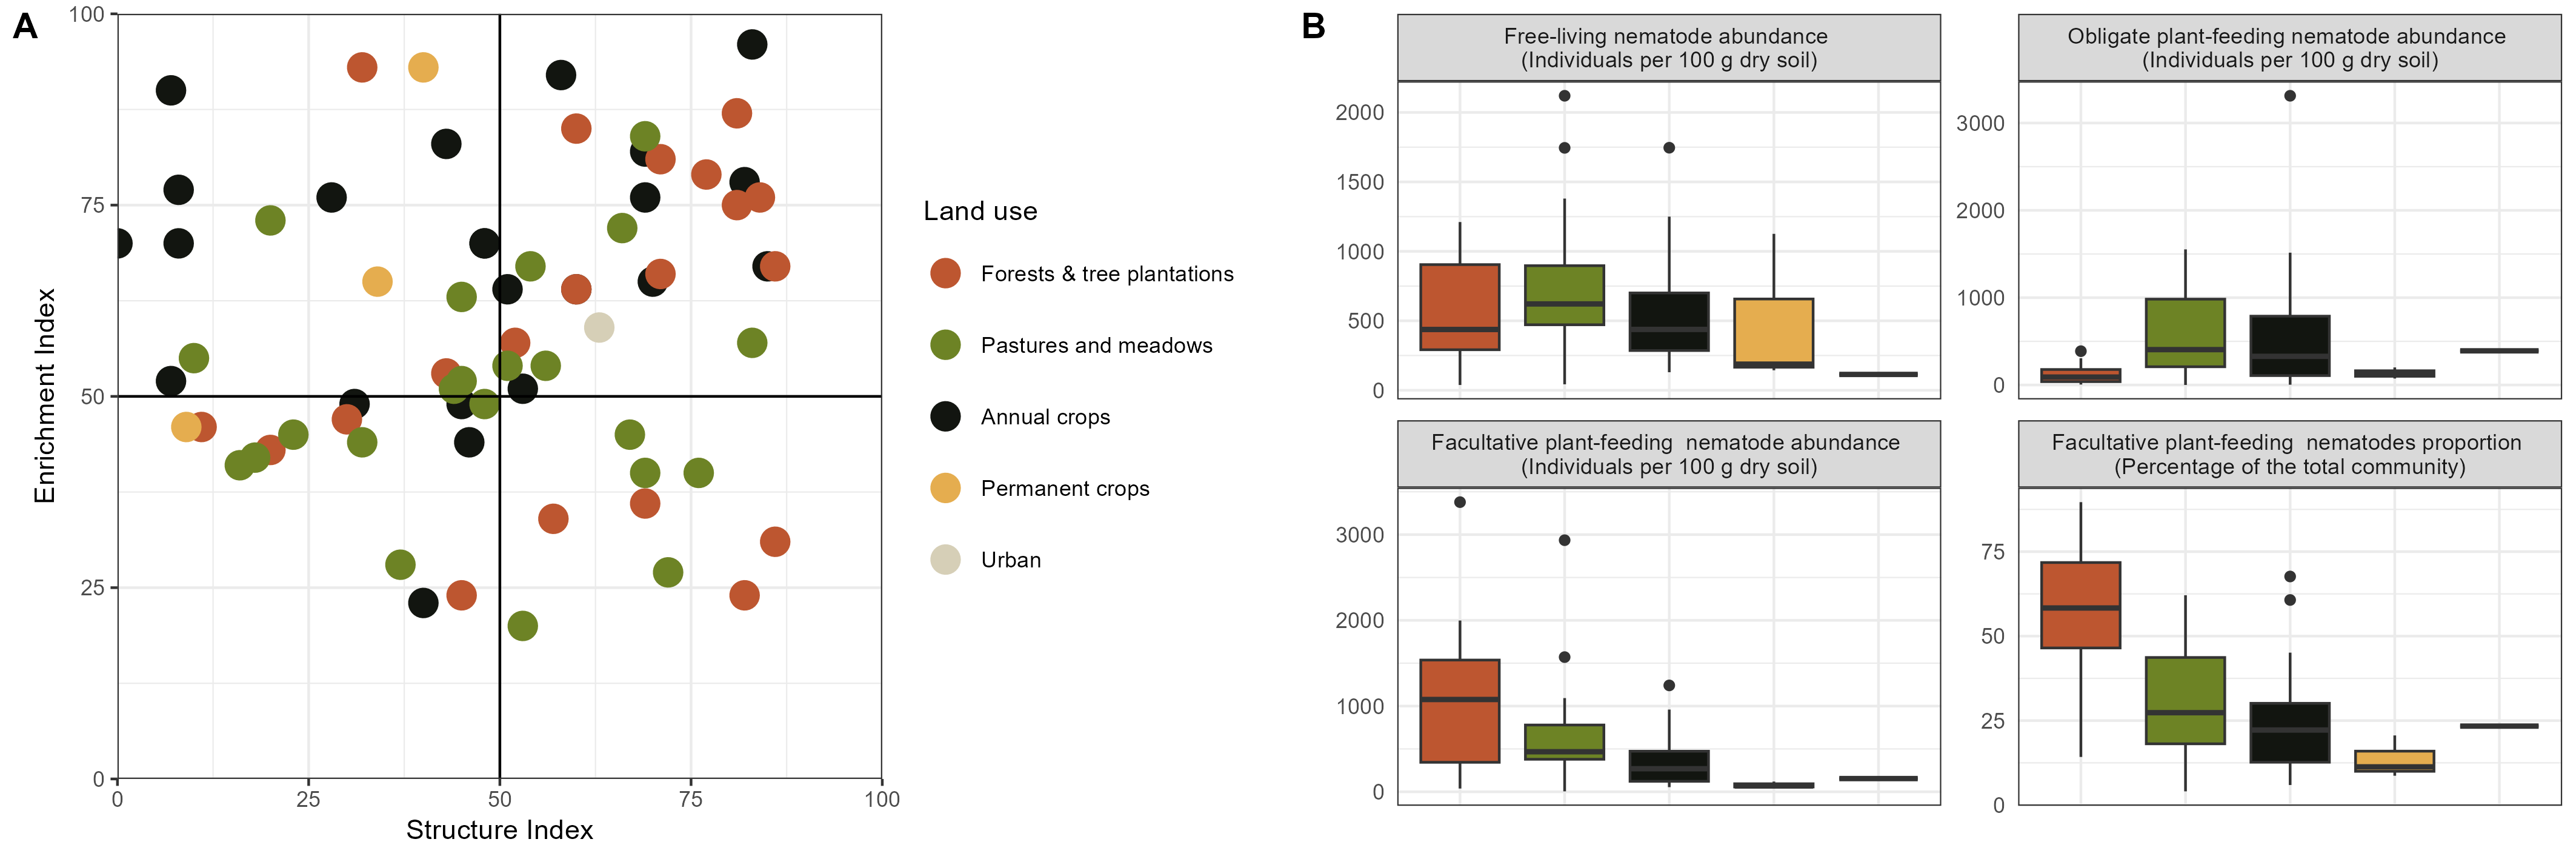 A
100
75
50
25
0
Enrichment Index
0 25 50 75 100
Structure Index
Land use
Forests & tree plantations
Pastures and meadows
Annual crops
Permanent crops
Urban
B
Free-living nematode abundance
(Individuals per 100 g dry soil)
2000
1500
1000
500
0
Obligate plant-feeding nematode abundance
(Individuals per 100 g dry soil)
3000
2000
1000
0
Facultative plant-feeding  nematode abundance
(Individuals per 100 g dry soil)
3000
2000
1000
0
Facultative plant-feeding  nematodes proportion
(Percentage of the total community)
75
50
25
0